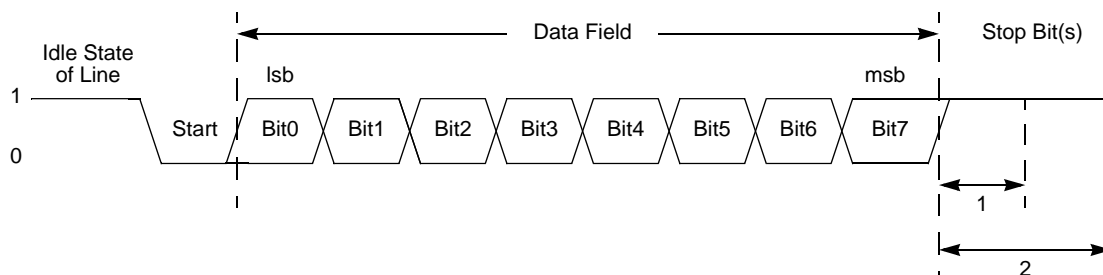 Data Field
Stop Bit(s)
Idle State
of Line
lsb
msb
1
Start
Bit0
Bit1
Bit2
Bit3
Bit4
Bit5
Bit6
Bit7
0
1
2